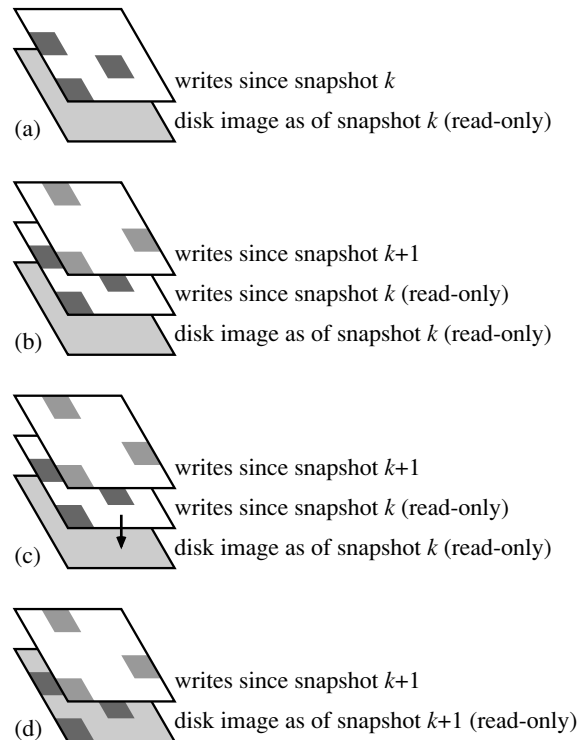 writes since snapshot k
disk image as of snapshot k (read-only)
(a)
writes since snapshot k+1
writes since snapshot k (read-only)
disk image as of snapshot k (read-only)
(b)
writes since snapshot k+1
writes since snapshot k (read-only)
disk image as of snapshot k (read-only)
(c)
writes since snapshot k+1
disk image as of snapshot k+1 (read-only)
(d)